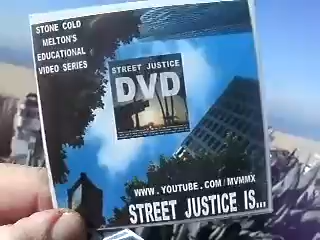 STONE COLD
MELTON'S
EDUCATIONAL
VIDEO SERIES
STREET JUSTICE
DVD
WWW.YOUTUBE.COM/MVMMX
STREET JUSTICE IS...